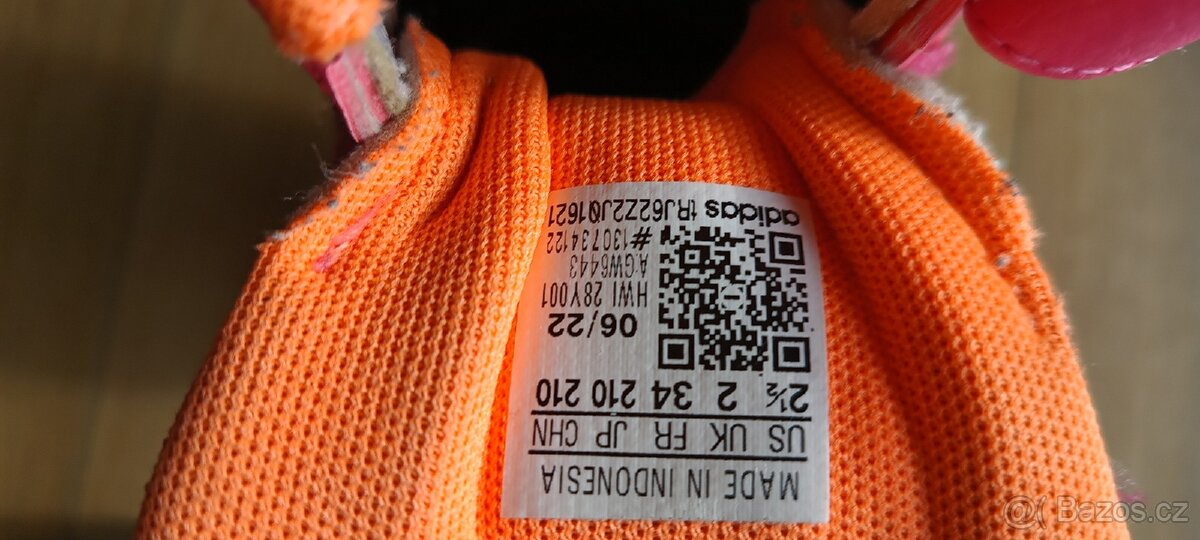 MADE IN INDONESIA
US UK FR JP CHN
2½ 2 34 210 210
06/22
HWI 28Y001
A:GW6443
#130734122
adidas tRJ62Z2J01621
@( Bazos.cz